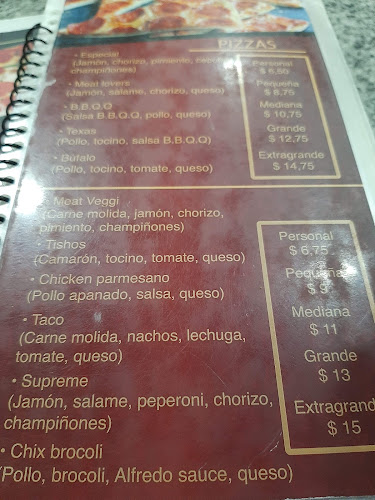 PIZZAS
• Especial
(Jamón, chorizo, pimiento,
champiñones)
• Meat lovers
(Jamón, salame, chorizo, queso)
• B.B.Q.O
(Salsa B.B.Q.Q, pollo, queso)
• Texas
(Pollo, tocino, salsa B.B.Q.Q)
• Búfalo
(Pollo, tocino, tomate, queso)
Personal
$ 6,50
Pequeña
$ 8,75
Mediana
$ 10,75
Grande
$ 12,75
Extragrande
$ 14,75
• Meat Veggi
(Carne molida, jamón, chorizo,
pimiento, champiñones)
• Tishos
(Camarón, tocino, tomate, queso)
• Chicken parmesano
(Pollo apanado, salsa, queso)
• Taco
(Carne molida, nachos, lechuga,
tomate, queso)
• Supreme
(Jamón, salame, peperoni, chorizo,
champiñones)
• Chix brocoli
(Pollo, brocoli, Alfredo sauce, queso)
Personal
$ 6,75
Pequeña
$ 9
Mediana
$ 11
Grande
$ 13
Extragrand
$ 15